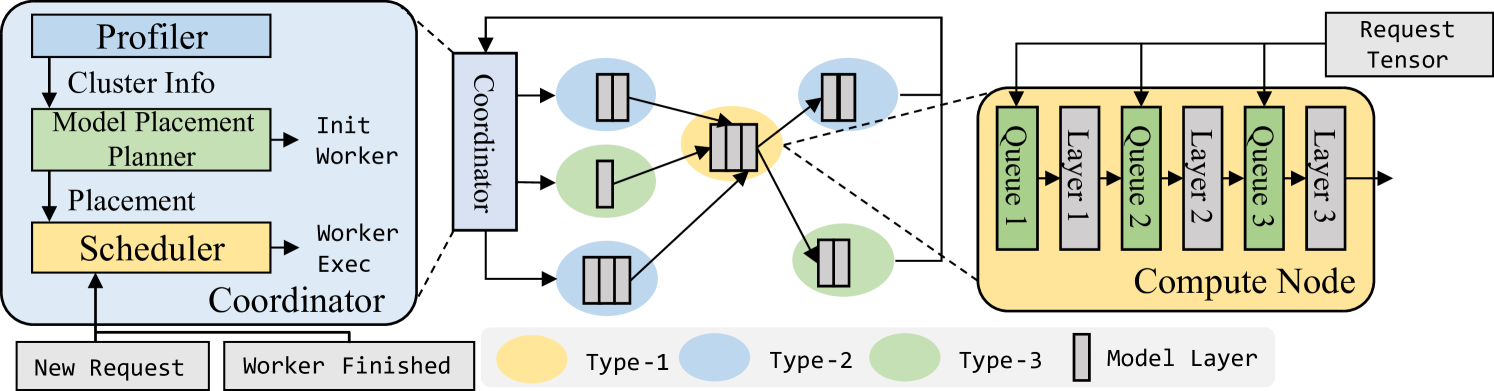 Profiler
Cluster Info
Model Placement
Planner
Init
Worker
Placement
Scheduler
Worker
Exec
Coordinator
New Request
Worker Finished
Coordinator
Request
Tensor
Queue 1
Layer 1
Queue 2
Layer 2
Queue 3
Layer 3
Compute Node
Type-1
Type-2
Type-3
Model Layer